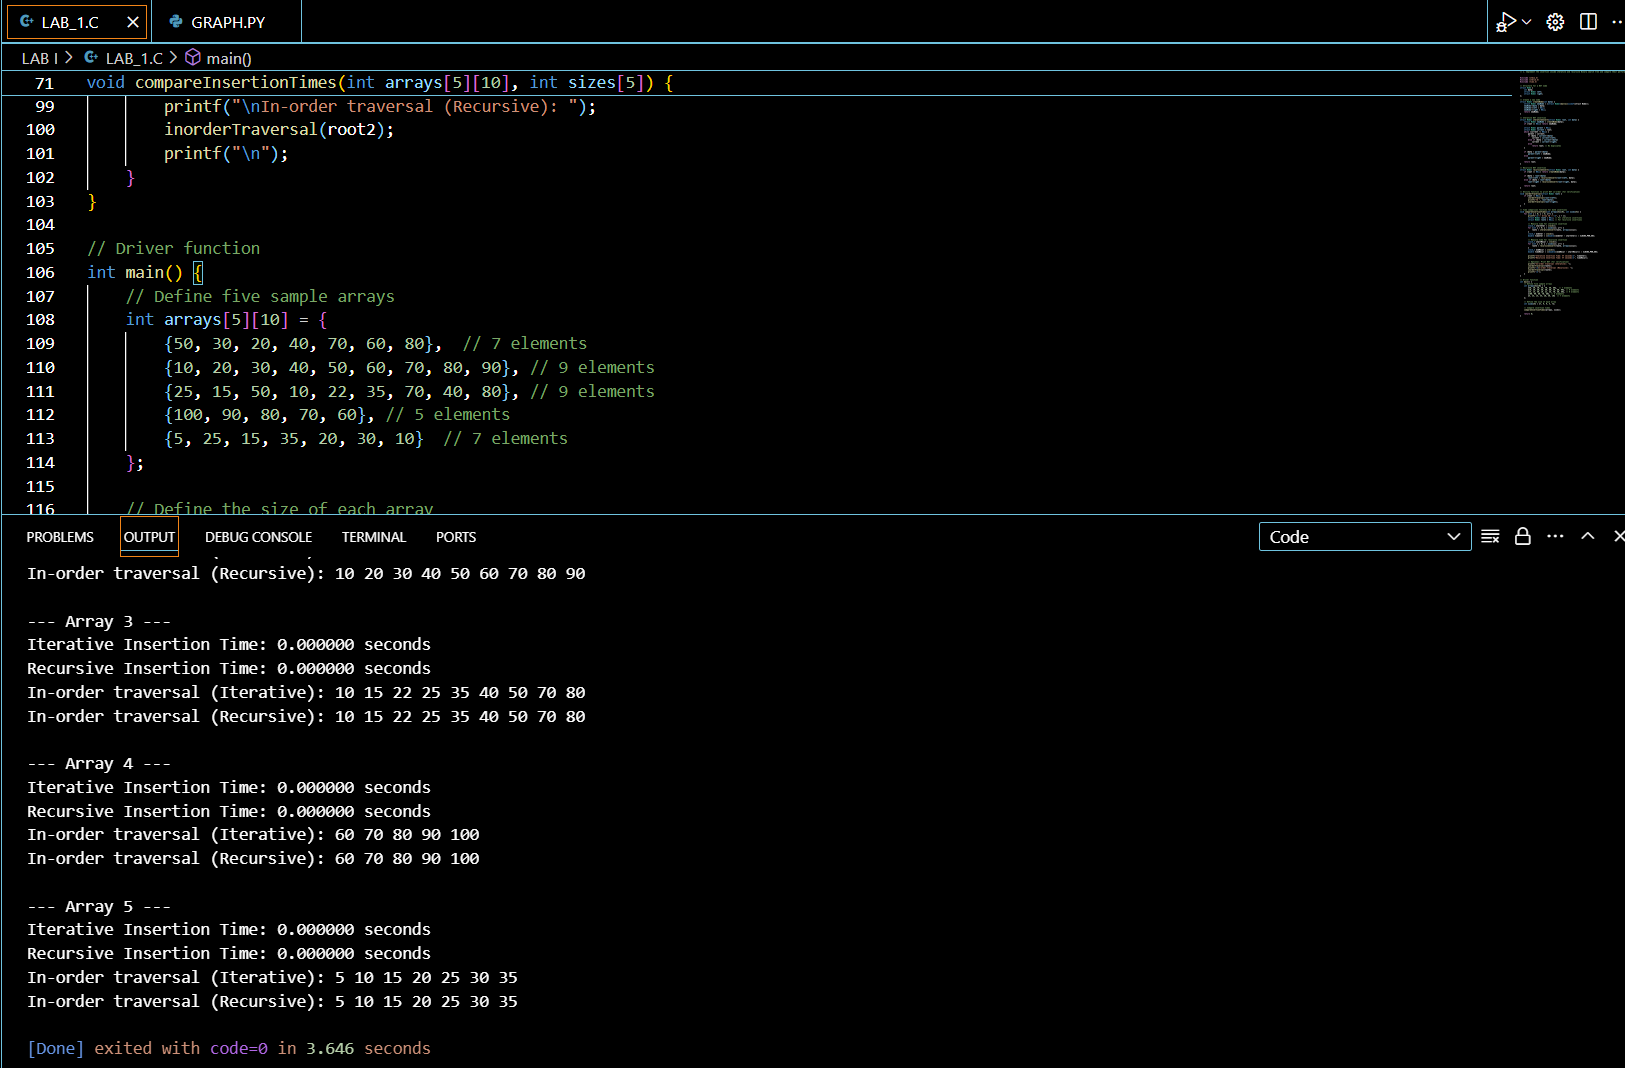 LAB_1.C GRAPH.PY
LAB I > LAB_1.C > main()
71 void compareInsertionTimes(int arrays[5][10], int sizes[5]) {
99 printf("\nIn-order traversal (Recursive): ");
100 inorderTraversal(root2);
101 printf("\n");
102 }
103 }
104
105 // Driver function
106 int main() {
107 // Define five sample arrays
108 int arrays[5][10] = {
109 {50, 30, 20, 40, 70, 60, 80}, // 7 elements
110 {10, 20, 30, 40, 50, 60, 70, 80, 90}, // 9 elements
111 {25, 15, 50, 10, 22, 35, 70, 40, 80}, // 9 elements
112 {100, 90, 80, 70, 60}, // 5 elements
113 {5, 25, 15, 35, 20, 30, 10} // 7 elements
114 };
115
116 // Define the size of each array
PROBLEMS OUTPUT DEBUG CONSOLE TERMINAL PORTS Code
In-order traversal (Recursive): 10 20 30 40 50 60 70 80 90
--- Array 3 ---
Iterative Insertion Time: 0.000000 seconds
Recursive Insertion Time: 0.000000 seconds
In-order traversal (Iterative): 10 15 22 25 35 40 50 70 80
In-order traversal (Recursive): 10 15 22 25 35 40 50 70 80
--- Array 4 ---
Iterative Insertion Time: 0.000000 seconds
Recursive Insertion Time: 0.000000 seconds
In-order traversal (Iterative): 60 70 80 90 100
In-order traversal (Recursive): 60 70 80 90 100
--- Array 5 ---
Iterative Insertion Time: 0.000000 seconds
Recursive Insertion Time: 0.000000 seconds
In-order traversal (Iterative): 5 10 15 20 25 30 35
In-order traversal (Recursive): 5 10 15 20 25 30 35
[Done] exited with code=0 in 3.646 seconds